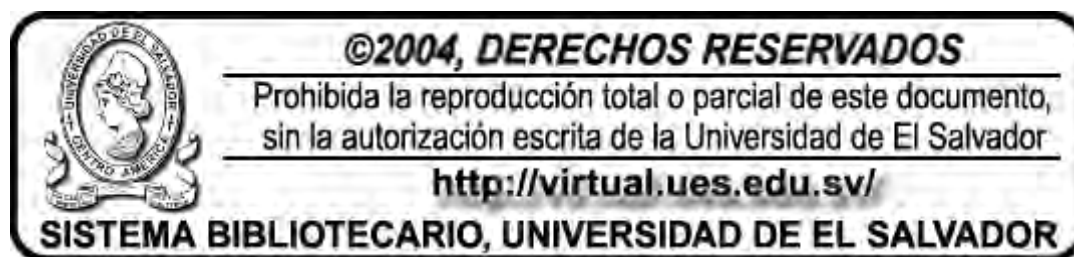 UNIVERSIDAD DE EL SALVADOR
CENTRO AMERICA
©2004, DERECHOS RESERVADOS
Prohibida la reproducción total o parcial de este documento,
sin la autorización escrita de la Universidad de El Salvador
http://virtual.ues.edu.sv/
SISTEMA BIBLIOTECARIO, UNIVERSIDAD DE EL SALVADOR